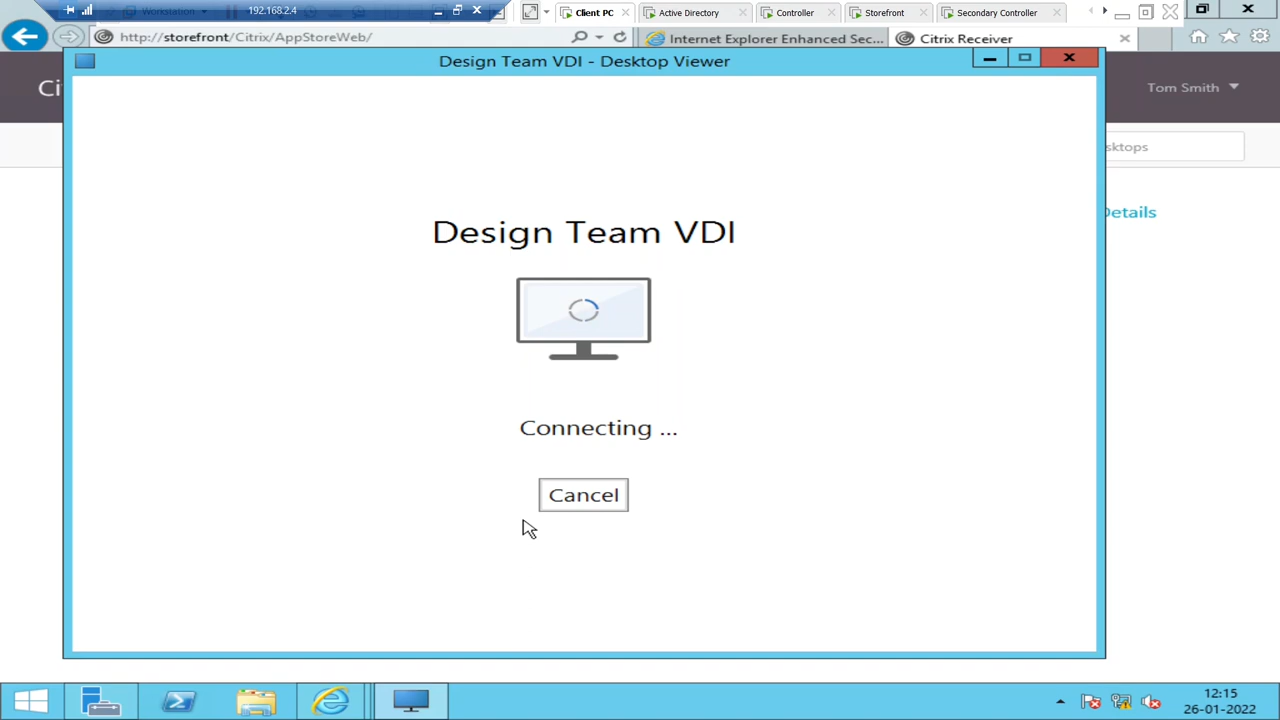 Workstation
192.168.2.4
Client PC
Active Directory
Controller
Storefront
Secondary Controller
http://storefront/Citrix/AppStoreWeb/
Internet Explorer Enhanced Sec...
Citrix Receiver
Design Team VDI - Desktop Viewer
Ci
Tom Smith
sktops
Details
Design Team VDI
Connecting ...
Cancel
12:15
26-01-2022